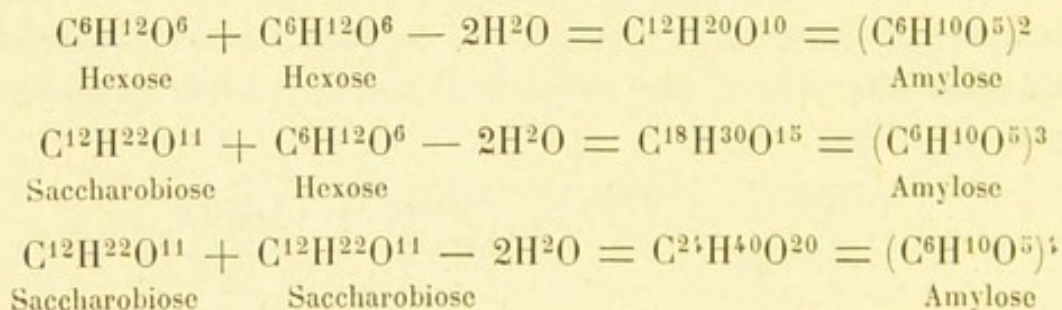 C⁶H¹²O⁶ + C⁶H¹²O⁶ — 2H²O = C¹²H²⁰O¹⁰ = (C⁶H¹⁰O⁵)²
Hexose Hexose Amylose
C¹²H²²O¹¹ + C⁶H¹²O⁶ — 2H²O = C¹⁸H³⁰O¹⁵ = (C⁶H¹⁰O⁵)³
Saccharobiose Hexose Amylose
C¹²H²²O¹¹ + C¹²H²²O¹¹ — 2H²O = C²⁴H⁴⁰O²⁰ = (C⁶H¹⁰O⁵)⁴
Saccharobiose Saccharobiose Amylose